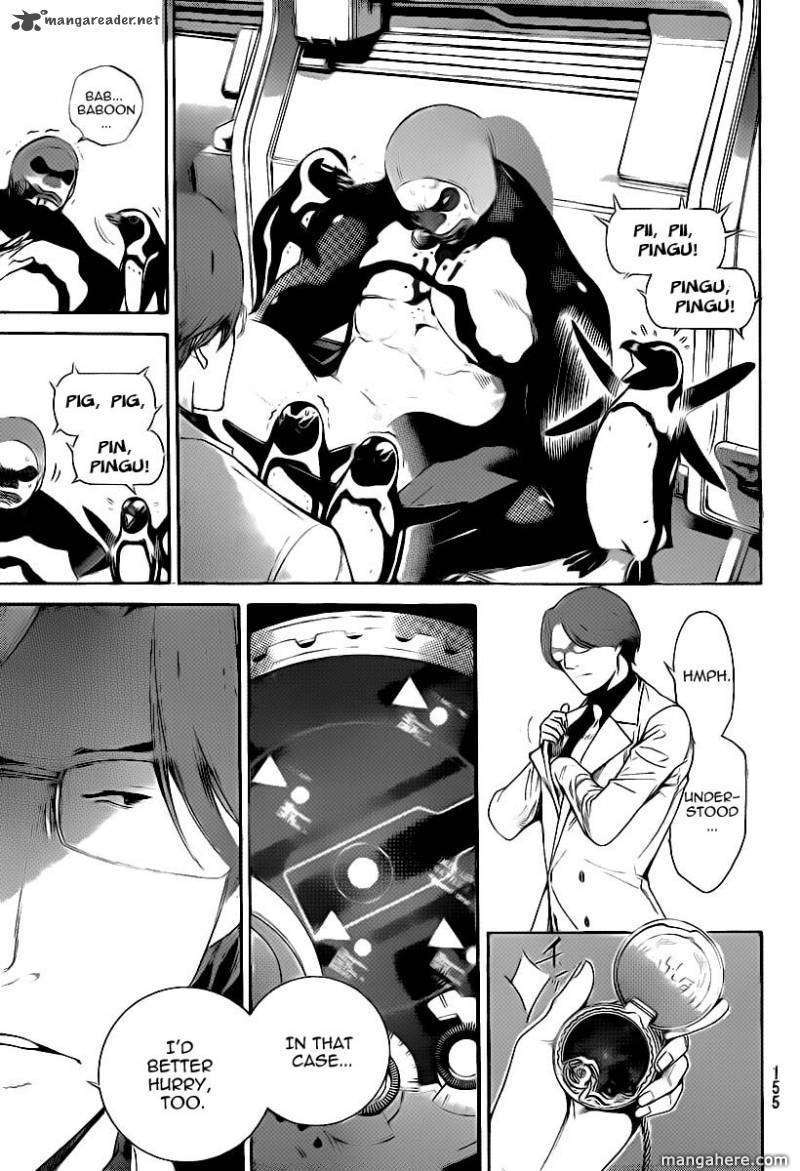 mangareader.net
PII, PII,
PINGU!
PINGU,
PINGU!
BAB...
BABOON
...
PIG, PIG,
PIN,
PINGU!
HMPH.
UNDER-
STOOD
...
IN THAT
CASE...
I'D
BETTER
HURRY,
TOO.
155
mangahere.com